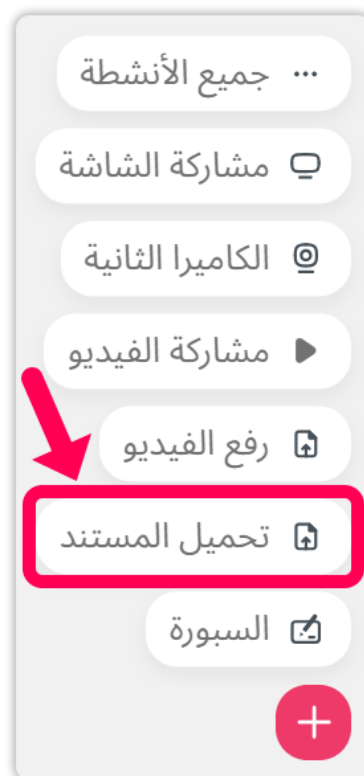 جميع الأنشطة
مشاركة الشاشة
الكاميرا الثانية
مشاركة الفيديو
رفع الفيديو
تحميل المستند
السبورة